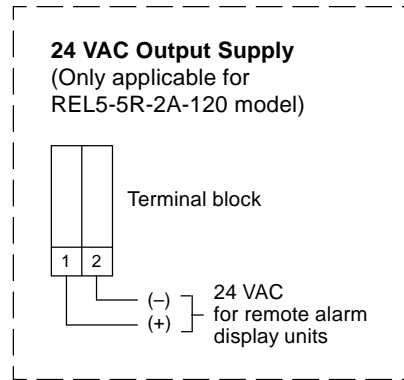 24 VAC Output Supply
(Only applicable for
REL5-5R-2A-120 model)
Terminal block
1 2
(–)
(+)
24 VAC
for remote alarm
display units